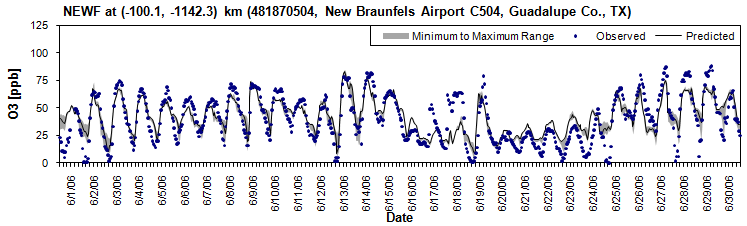 NEWF at (-100.1, -1142.3) km (481870504, New Braunfels Airport C504, Guadalupe Co., TX)
Minimum to Maximum Range Observed Predicted
O3 [ppb]
125
100
75
50
25
0
6/1/06 6/2/06 6/3/06 6/4/06 6/5/06 6/6/06 6/7/06 6/8/06 6/9/06 6/10/06 6/11/06 6/12/06 6/13/06 6/14/06 6/15/06 6/16/06 6/17/06 6/18/06 6/19/06 6/20/06 6/21/06 6/22/06 6/23/06 6/24/06 6/25/06 6/26/06 6/27/06 6/28/06 6/29/06 6/30/06
Date